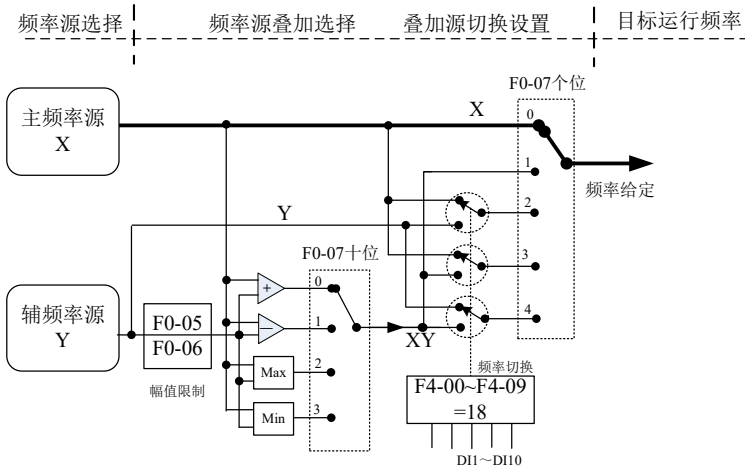 频率源选择
频率源叠加选择
叠加源切换设置
目标运行频率
F0-07个位
主频率源
X
X
0
1
频率给定
2
Y
3
F0-07十位
4
辅频率源
Y
F0-05
F0-06
幅值限制
+
—
0
1
XY
Max
2
Min
3
频率切换
F4-00~F4-09
=18
DI1～DI10